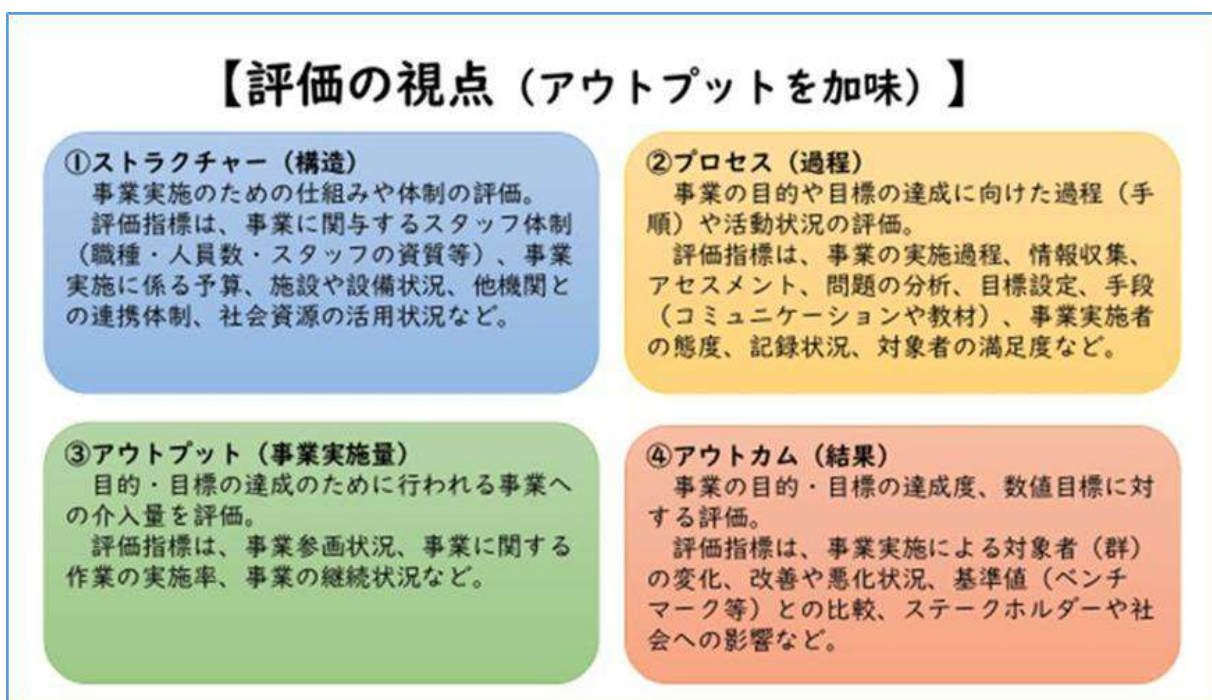 【評価の視点（アウトプットを加味）】
①ストラクチャー（構造）
事業実施のための仕組みや体制の評価。
評価指標は、事業に関与するスタッフ体制
（職種・人員数・スタッフの資質等）、事業
実施に係る予算、施設や設備状況、他機関と
の連携体制、社会資源の活用状況など。
②プロセス（過程）
事業の目的や目標の達成に向けた過程（手
順）や活動状況の評価。
評価指標は、事業の実施過程、情報収集、
アセスメント、問題の分析、目標設定、手段
（コミュニケーションや教材）、事業実施者
の態度、記録状況、対象者の満足度など。
③アウトプット（事業実施量）
目的・目標の達成のために行われる事業へ
の介入量を評価。
評価指標は、事業参画状況、事業に関する
作業の実施率、事業の継続状況など。
④アウトカム（結果）
事業の目的・目標の達成度、数値目標に対
する評価。
評価指標は、事業実施による対象者（群）
の変化、改善や悪化状況、基準値（ベンチ
マーク等）との比較、ステークホルダーや社
会への影響など。